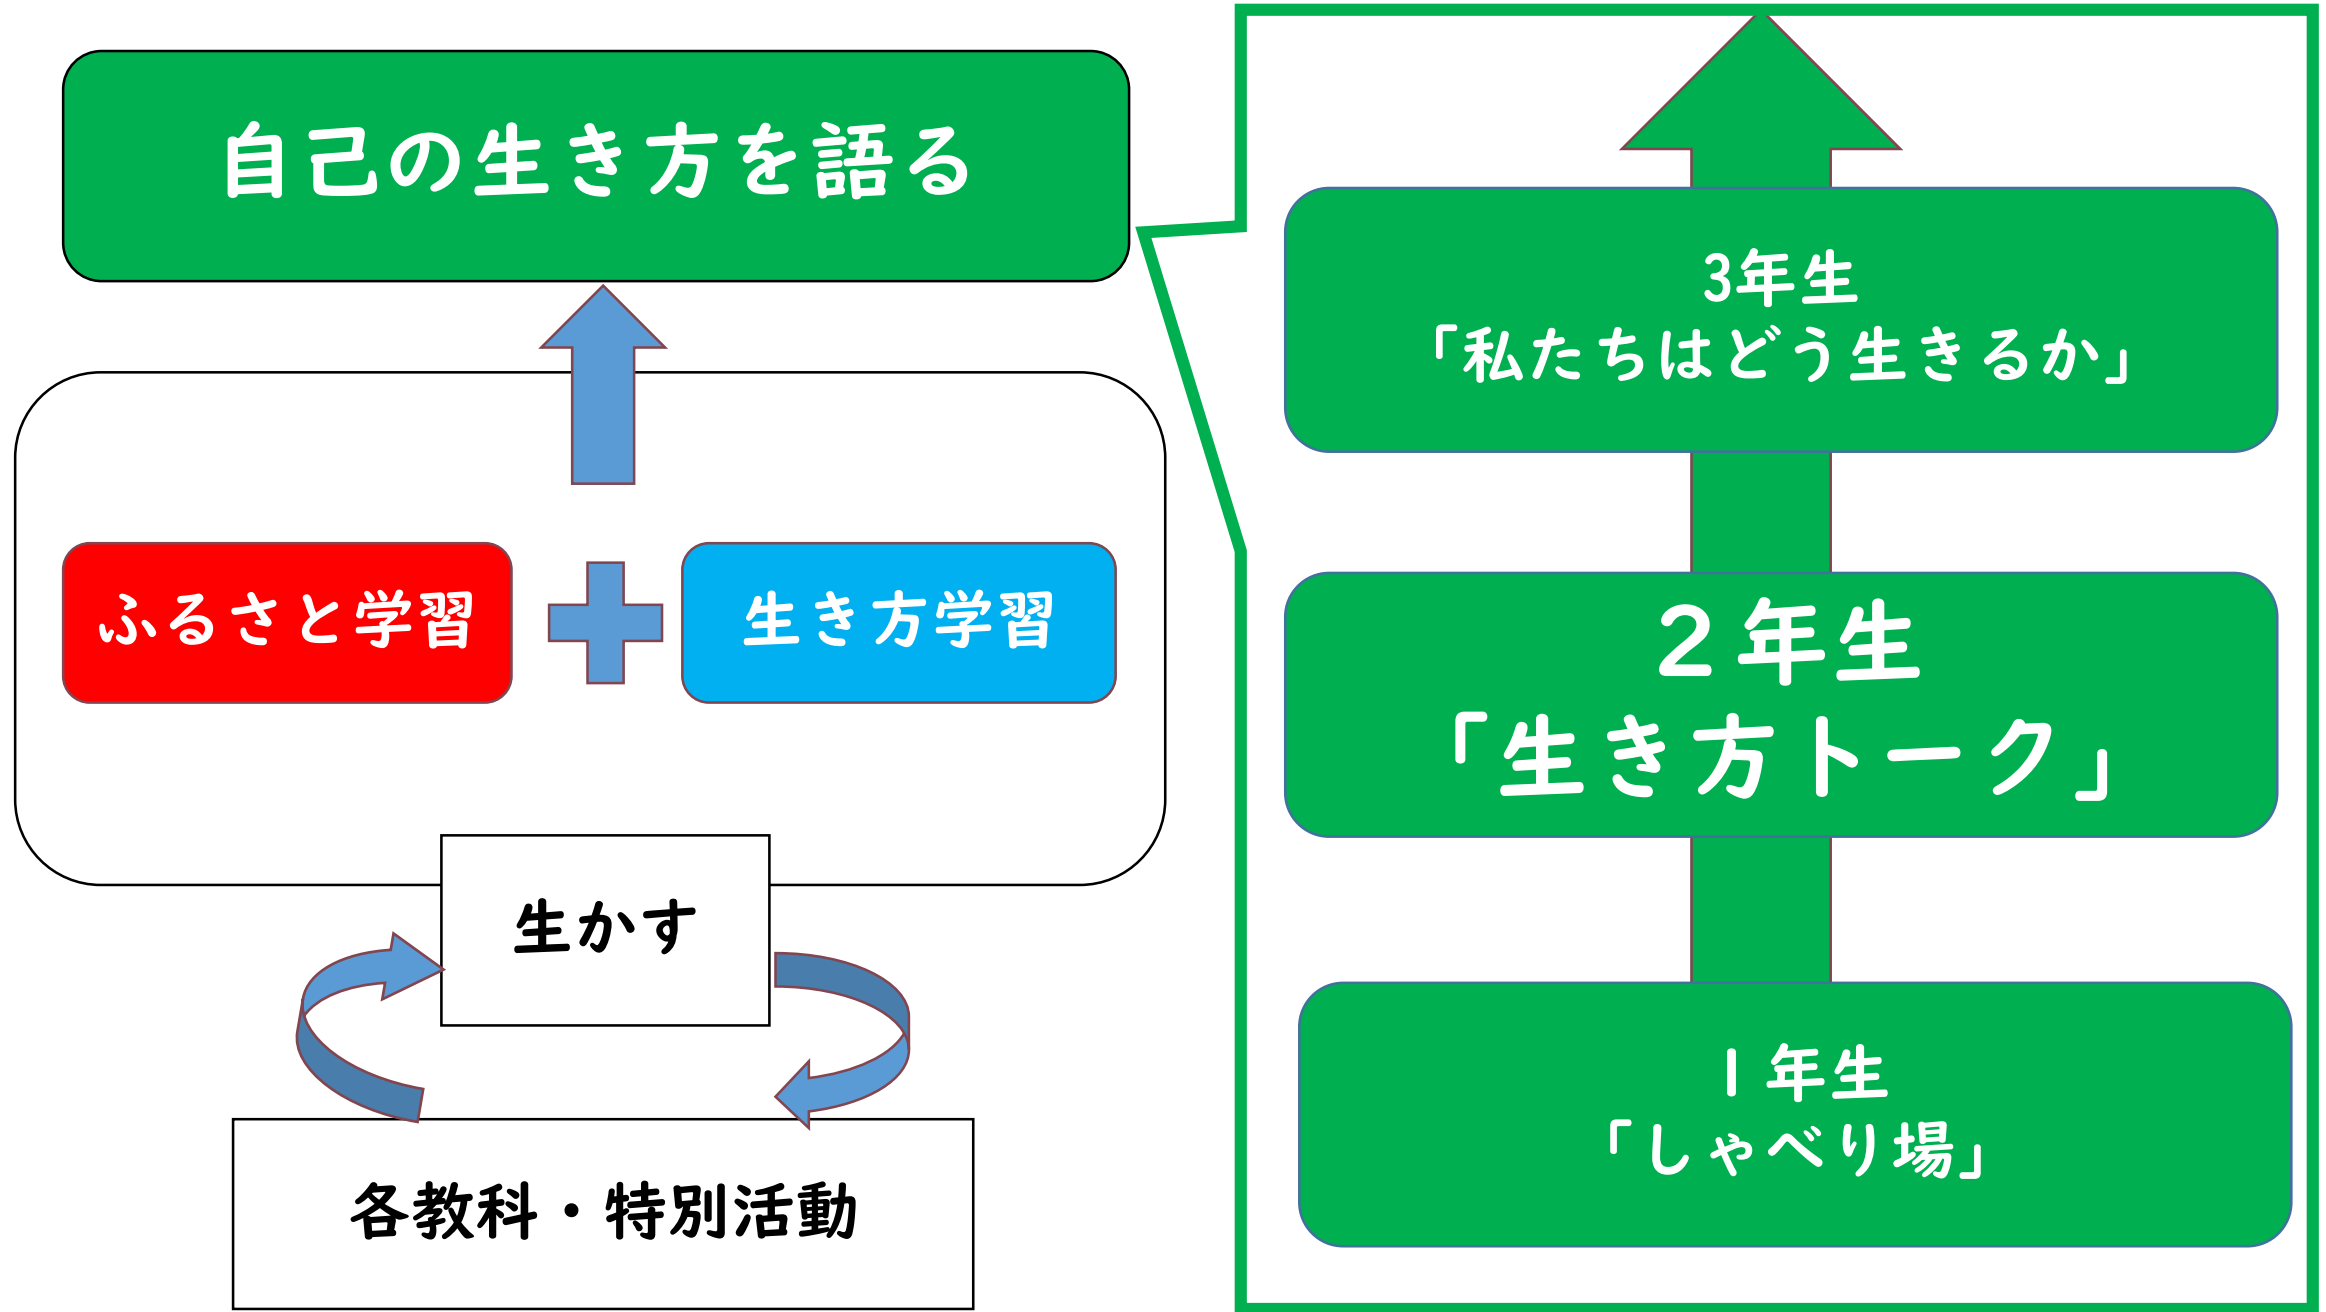 自己の生き方を語る
ふるさと学習
生き方学習
生かす
各教科・特別活動
3年生
「私たちはどう生きるか」
２年生
「生き方トーク」
１年生
「しゃべり場」